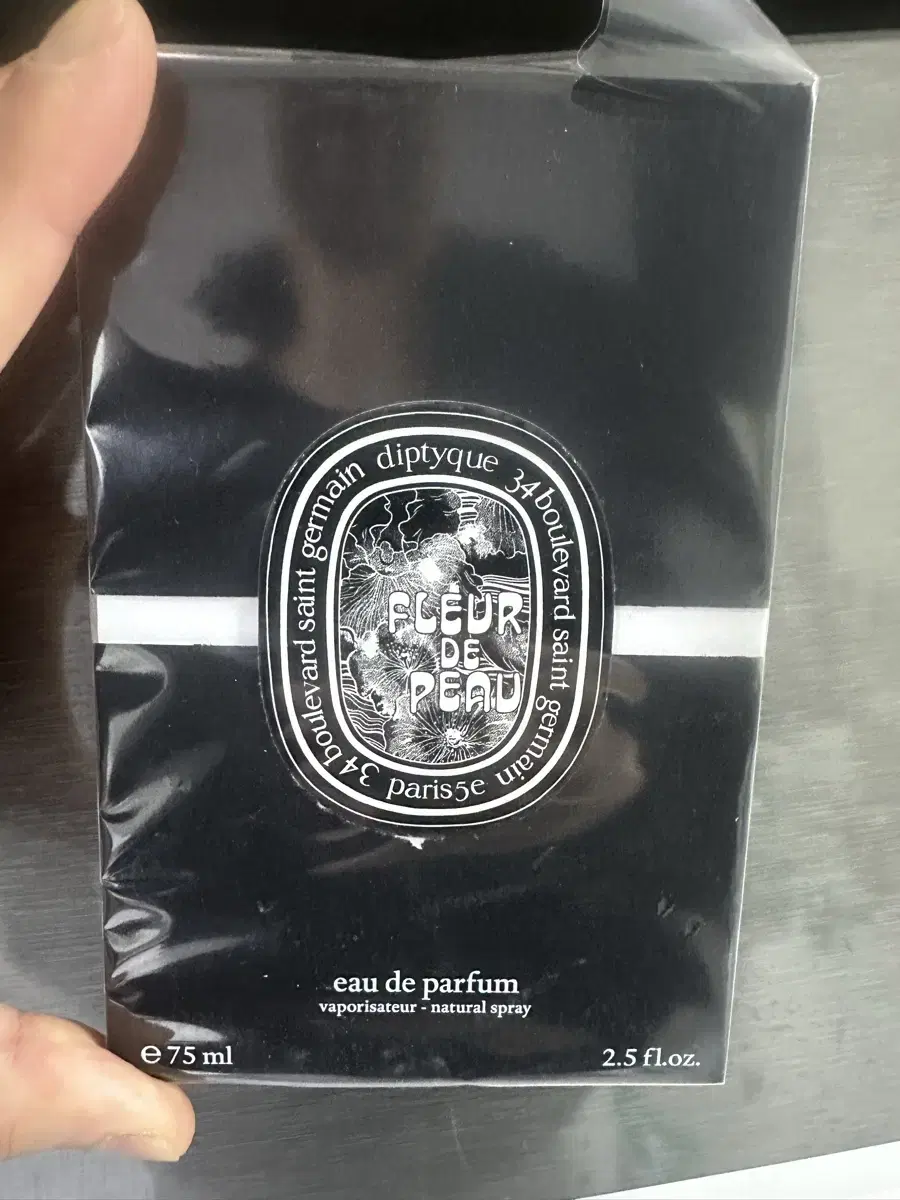 diptyque 34 boulevard saint germain paris5e 34 boulevard saint germain
FLEUR
DE
PEAU
eau de parfum
vaporisateur - natural spray
℮ 75 ml
2.5 fl.oz.